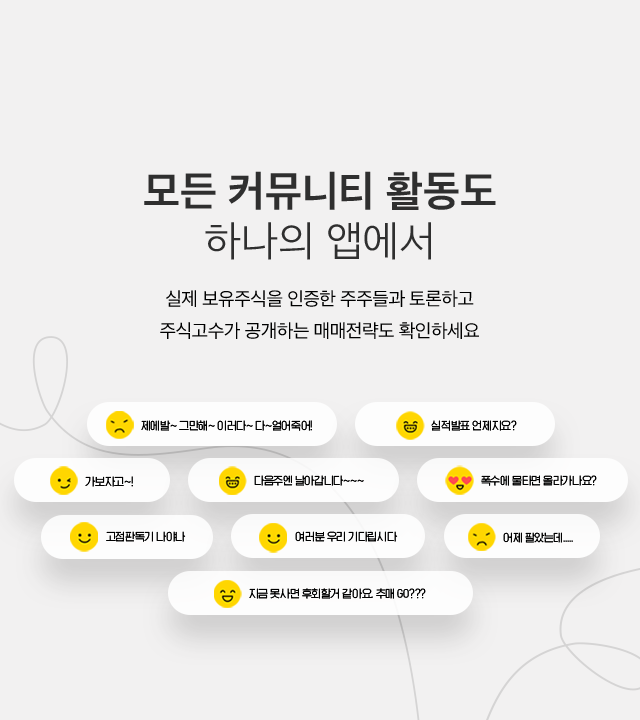 모든 커뮤니티 활동도
하나의 앱에서
실제 보유주식을 인증한 주주들과 토론하고
주식고수가 공개하는 매매전략도 확인하세요
제에발~ 그만해~ 이러다~ 다~얼어죽어!
실적발표 언제지요?
가보자고~!
다음주엔 날아갑니다~~~
폭수에 물타면 올라가나요?
고점판독기 나야나
여러분 우리 기다립시다
어제 팔았는데.....
지금 못사면 후회할거 같아요. 추매 GO???